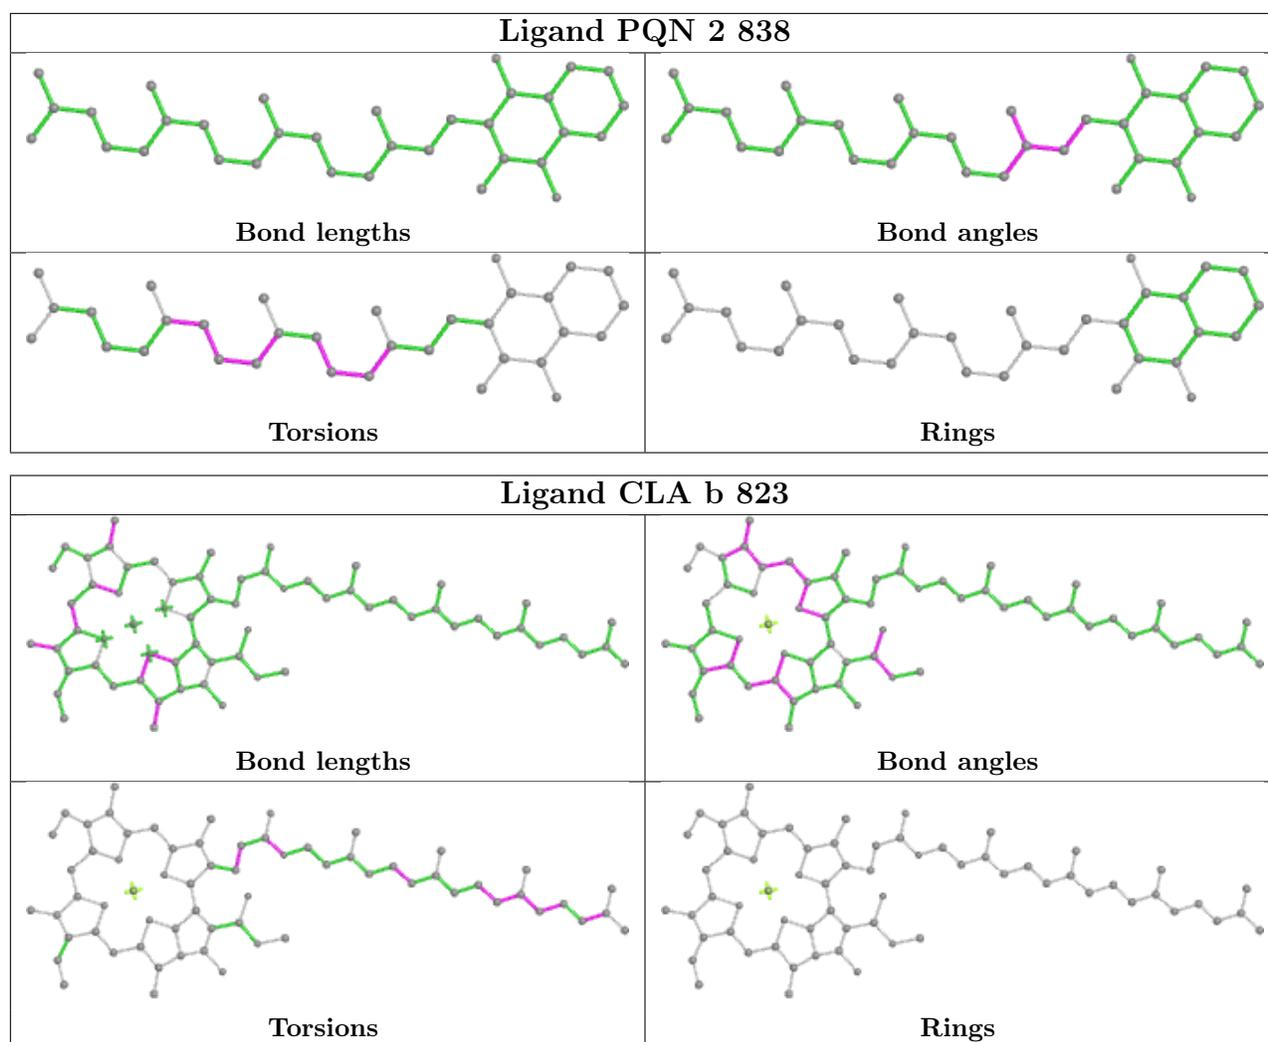 Ligand PQN 2 838
Bond lengths
Bond angles
Torsions
Rings
Ligand CLA b 823
Bond lengths
Bond angles
Torsions
Rings